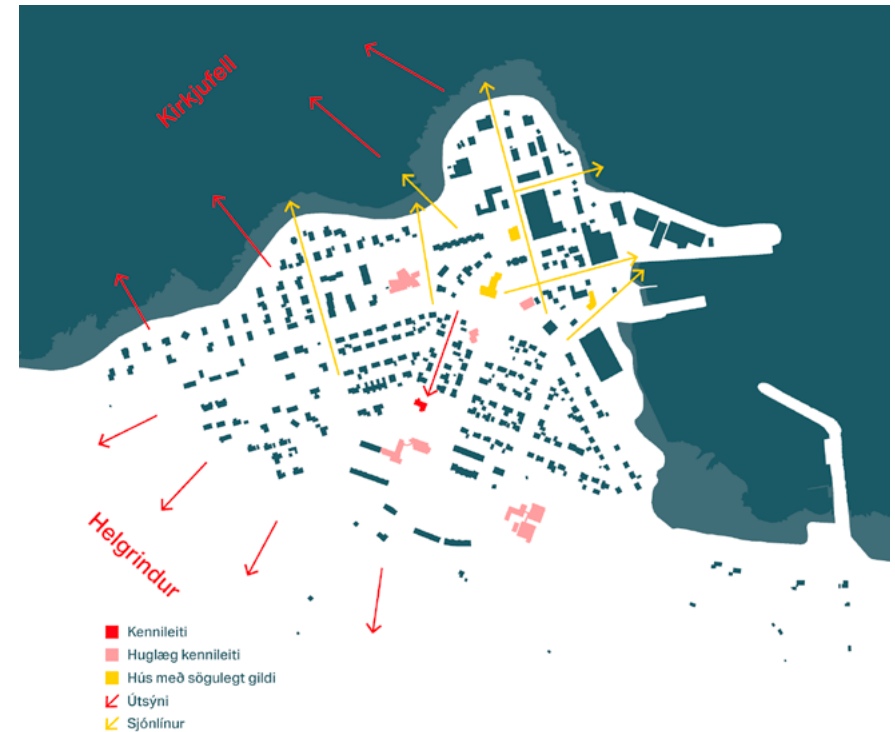 Kirkjufell
Helgrindur
Kennileiti
Huglæg kennileiti
Hús með sögulegt gildi
Útsýni
Sjónlínur